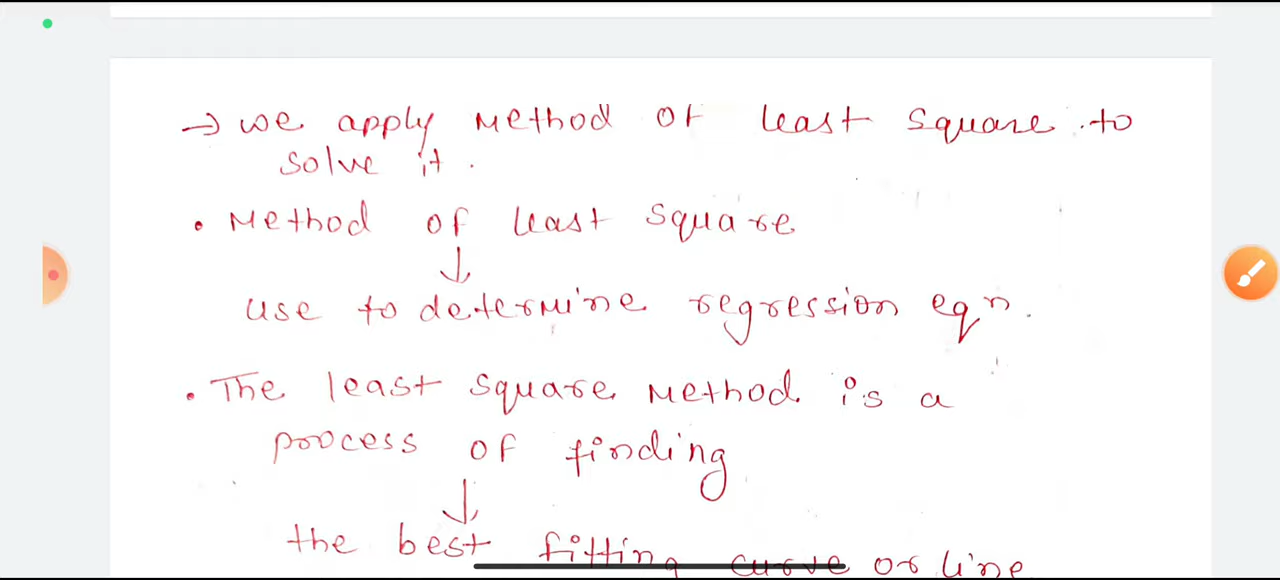 → we apply Method of least square to
solve it.
• Method of least square
↓
use to determine regression eqn.
• The least square Method is a
process of finding
↓
the best fitting curve or line